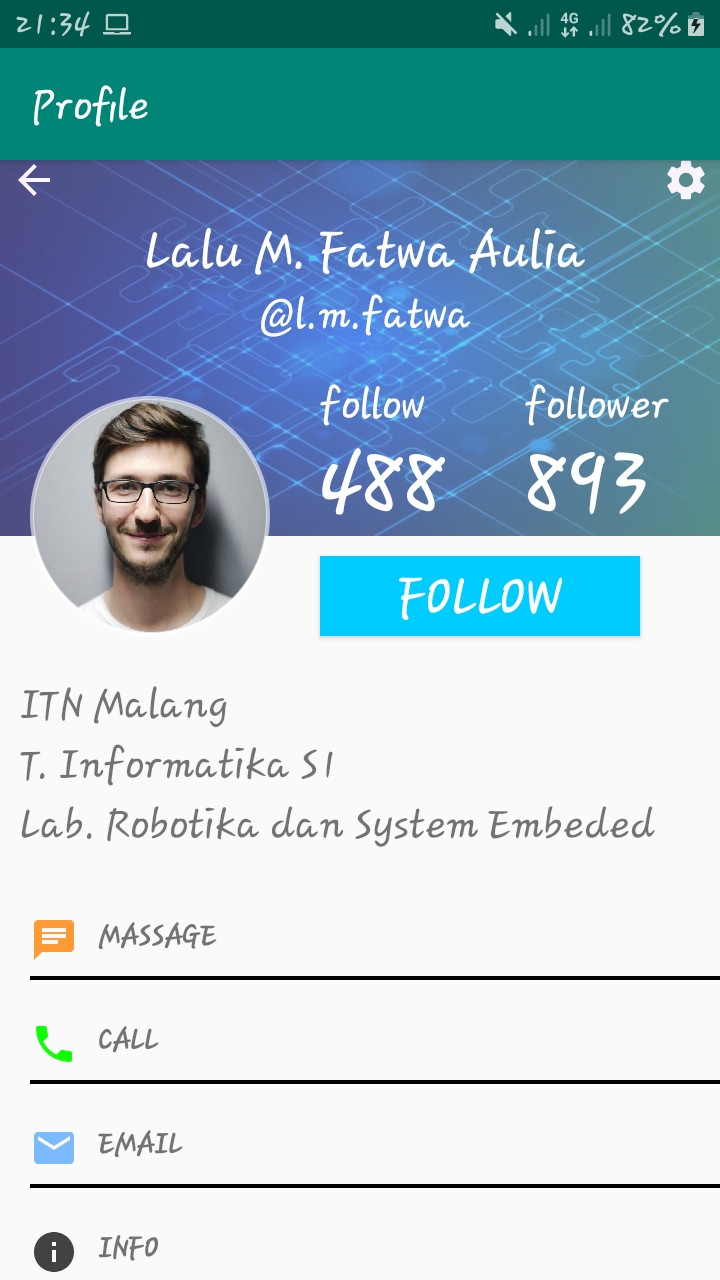 21:34 4G 82%
Profile
Lalu M. Fatwa Aulia
@l.m.fatwa
follow follower
488 893
FOLLOW
ITN Malang
T. Informatika S1
Lab. Robotika dan System Embeded
MASSAGE
CALL
EMAIL
INFO